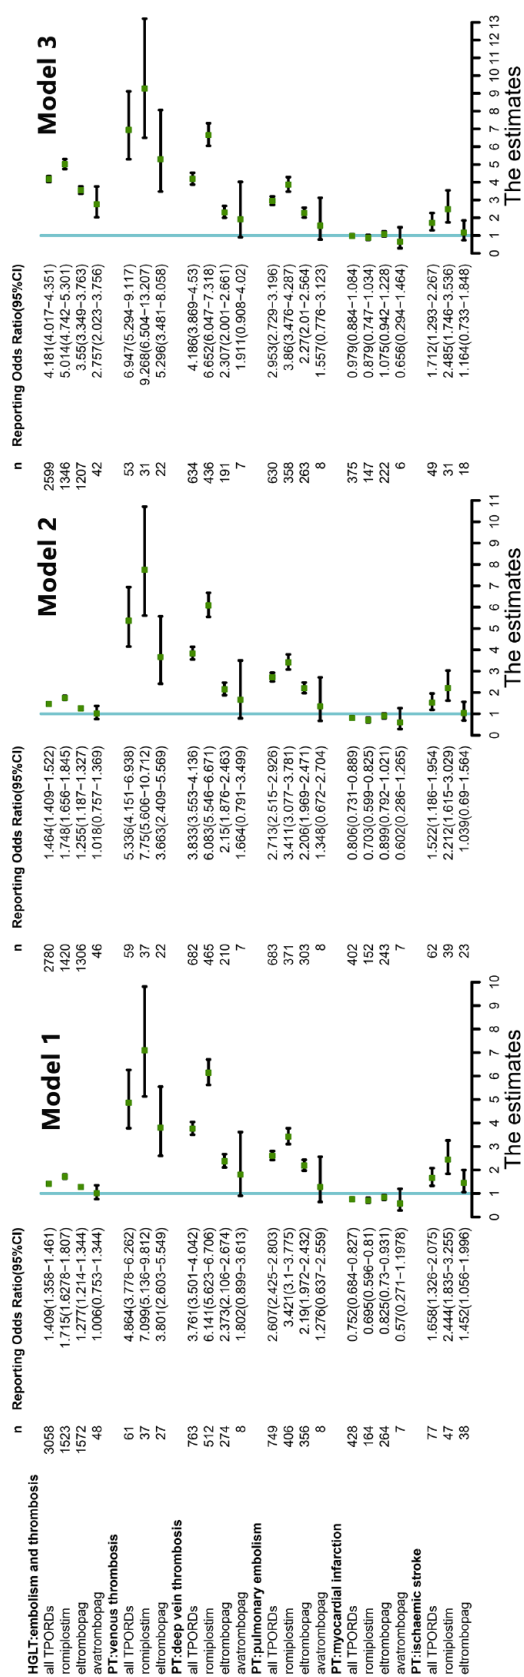 n Reporting Odds Ratio(95%CI) n Reporting Odds Ratio(95%CI) n Reporting Odds Ratio(95%CI)
Model 1 Model 2 Model 3
HGLT:embolism and thrombosis
all TPORDs 3058 1.409(1.358−1.461) 2780 1.464(1.409−1.522) 2599 4.181(4.017−4.351)
romiplostim 1523 1.715(1.6278−1.807) 1420 1.748(1.656−1.845) 1346 5.014(4.742−5.301)
eltrombopag 1572 1.277(1.214−1.344) 1306 1.255(1.187−1.327) 1207 3.55(3.349−3.763)
avatrombopag 48 1.006(0.753−1.344) 46 1.018(0.757−1.369) 42 2.757(2.023−3.756)
PT:venous thrombosis
all TPORDs 61 4.864(3.778−6.262) 59 5.336(4.151−6.938) 53 6.947(5.294−9.117)
romiplostim 37 7.099(5.136−9.812) 37 7.75(5.606−10.712) 31 9.268(6.504−13.207)
eltrombopag 27 3.801(2.603−5.549) 22 3.663(2.409−5.569) 22 5.296(3.481−8.058)
PT:deep vein thrombosis
all TPORDs 763 3.761(3.501−4.042) 682 3.833(3.553−4.136) 634 4.186(3.869−4.53)
romiplostim 512 6.141(5.623−6.706) 465 6.083(5.546−6.671) 436 6.652(6.047−7.318)
eltrombopag 274 2.373(2.106−2.674) 210 2.15(1.876−2.463) 191 2.307(2.001−2.661)
avatrombopag 8 1.802(0.899−3.613) 7 1.664(0.791−3.499) 7 1.911(0.908−4.02)
PT:pulmonary embolism
all TPORDs 749 2.607(2.425−2.803) 683 2.713(2.515−2.926) 630 2.953(2.729−3.196)
romiplostim 406 3.421(3.1−3.775) 371 3.411(3.077−3.781) 358 3.86(3.476−4.287)
eltrombopag 356 2.19(1.972−2.432) 303 2.206(1.969−2.471) 263 2.27(2.01−2.564)
avatrombopag 8 1.276(0.637−2.559) 8 1.348(0.672−2.704) 8 1.557(0.776−3.123)
PT:myocardial infarction
all TPORDs 428 0.752(0.684−0.827) 402 0.806(0.731−0.889) 375 0.979(0.884−1.084)
romiplostim 164 0.695(0.596−0.81) 152 0.703(0.599−0.825) 147 0.879(0.747−1.034)
eltrombopag 264 0.825(0.73−0.931) 243 0.899(0.792−1.021) 222 1.075(0.942−1.228)
avatrombopag 7 0.57(0.271−1.1978) 7 0.602(0.286−1.265) 6 0.656(0.294−1.464)
PT:ischaemic stroke
all TPORDs 77 1.658(1.326−2.075) 62 1.522(1.186−1.954) 49 1.712(1.293−2.267)
romiplostim 47 2.444(1.835−3.255) 39 2.212(1.615−3.029) 31 2.485(1.746−3.536)
eltrombopag 38 1.452(1.056−1.996) 23 1.039(0.69−1.564) 18 1.164(0.733−1.848)
0 1 2 3 4 5 6 7 8 9 10 0 1 2 3 4 5 6 7 8 9 10 11 0 1 2 3 4 5 6 7 8 9 10 11 12 13
The estimates The estimates The estimates